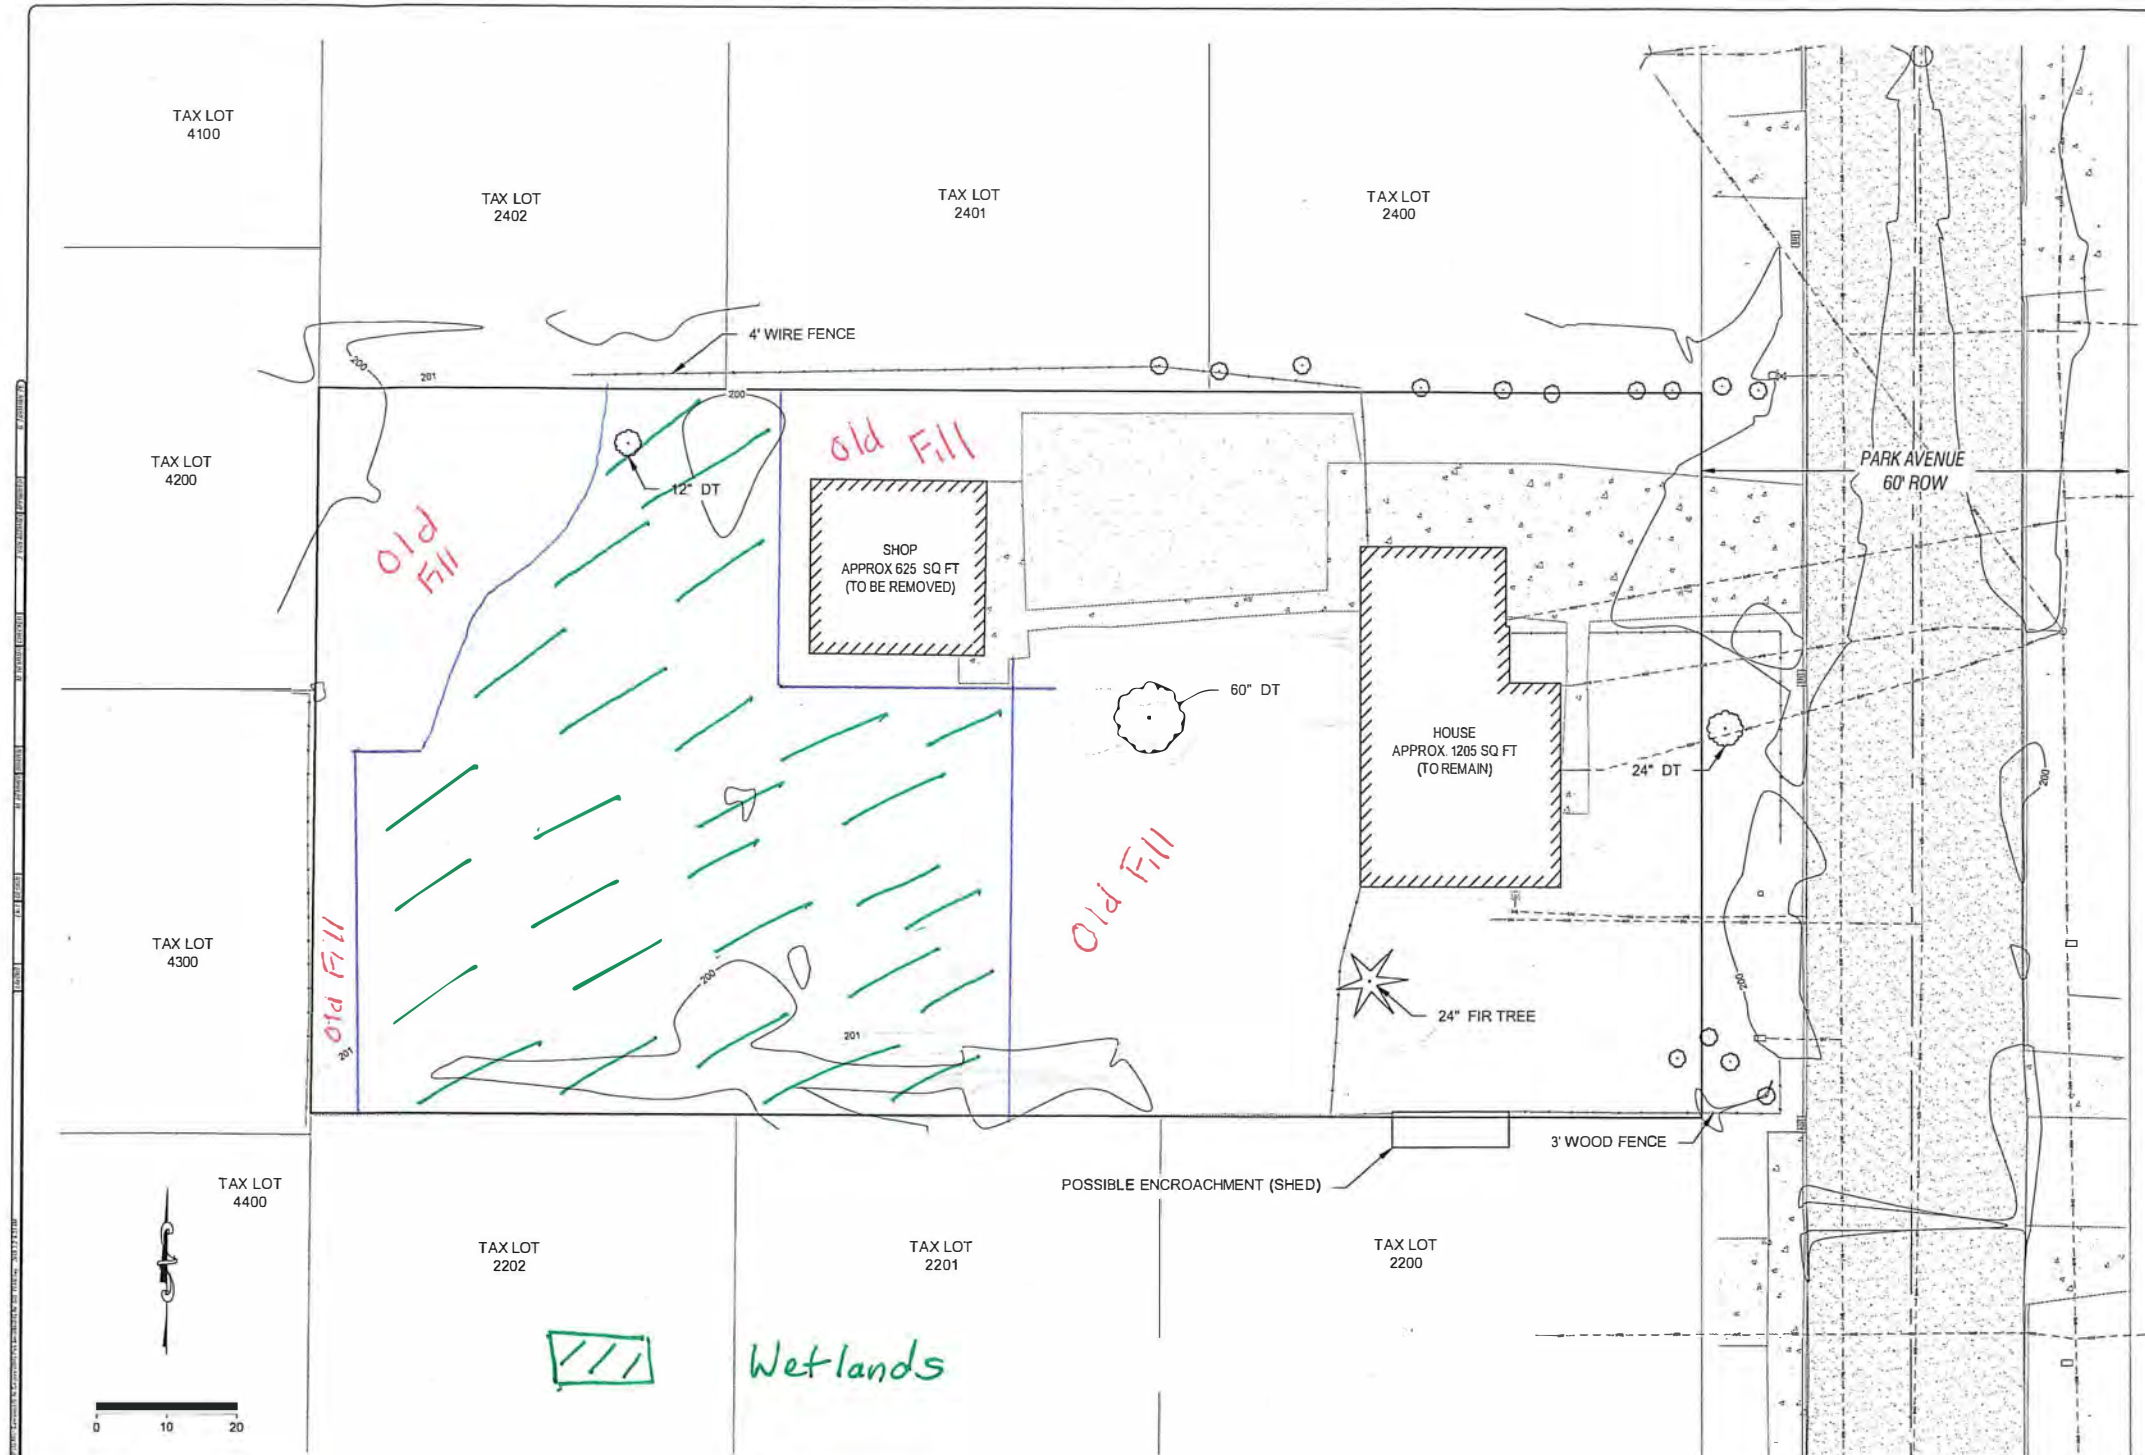 TAX LOT
4100
TAX LOT
2402
TAX LOT
2401
TAX LOT
2400
4' WIRE FENCE
200
201
200
Old Fill
PARK AVENUE
60' ROW
TAX LOT
4200
12" DT
Old
Fill
SHOP
APPROX 625 SQ FT
(TO BE REMOVED)
60" DT
HOUSE
APPROX. 1205 SQ FT
(TO REMAIN)
24" DT
200
Old Fill
TAX LOT
4300
Old Fill
200
200
24" FIR TREE
201
201
3' WOOD FENCE
POSSIBLE ENCROACHMENT (SHED)
TAX LOT
4400
TAX LOT
2202
TAX LOT
2201
TAX LOT
2200
Wetlands
0 10 20